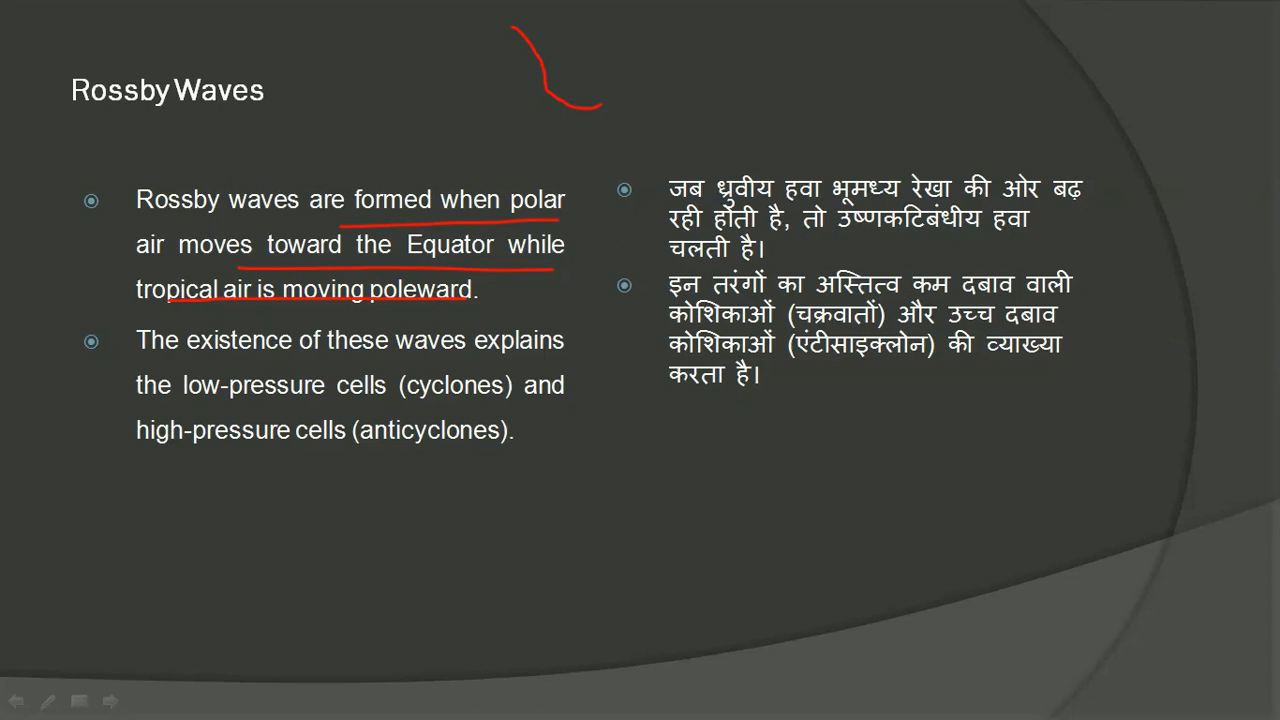 Rossby Waves
Rossby waves are formed when polar
air moves toward the Equator while
tropical air is moving poleward.
The existence of these waves explains
the low-pressure cells (cyclones) and
high-pressure cells (anticyclones).
जब ध्रुवीय हवा भूमध्य रेखा की ओर बढ़
रही होती है, तो उष्णकटिबंधीय हवा
चलती है।
इन तरंगों का अस्तित्व कम दबाव वाली
कोशिकाओं (चक्रवातों) और उच्च दबाव
कोशिकाओं (एंटीसाइक्लोन) की व्याख्या
करता है।